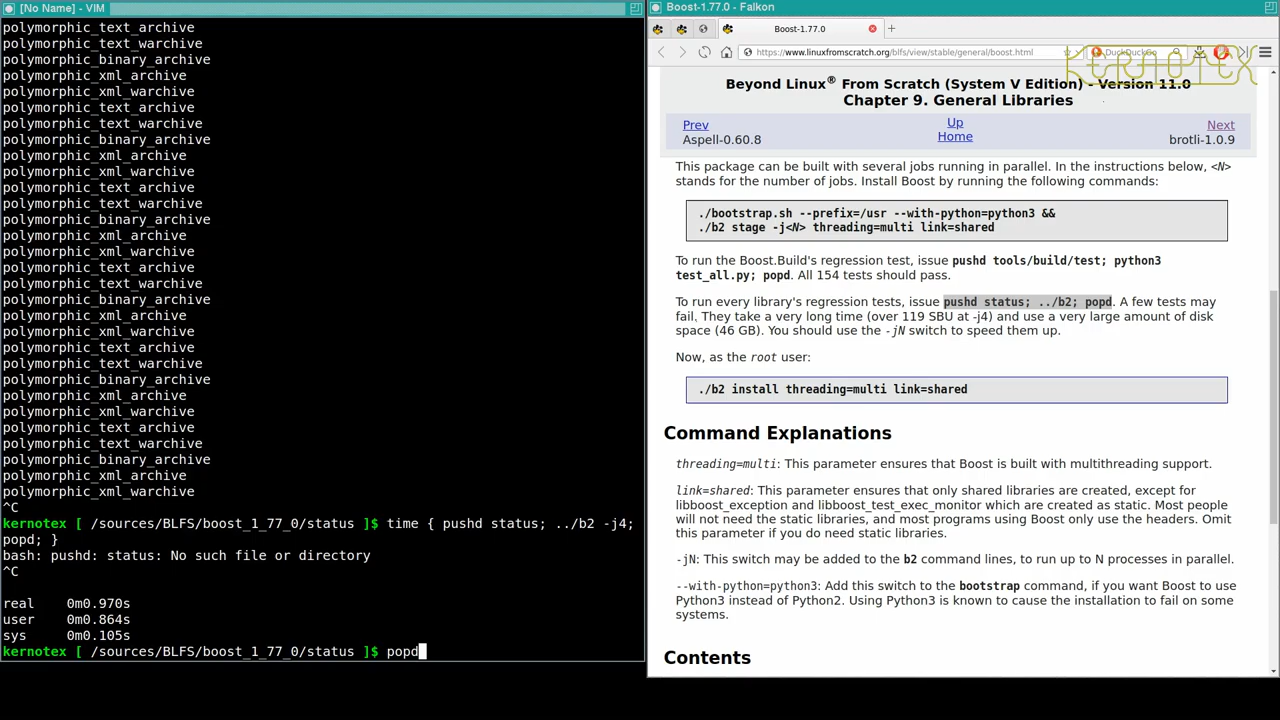 [No Name] - VIM
polymorphic_text_archive
polymorphic_text_warchive
polymorphic_binary_archive
polymorphic_xml_archive
polymorphic_xml_warchive
polymorphic_text_archive
polymorphic_text_warchive
polymorphic_binary_archive
polymorphic_xml_archive
polymorphic_xml_warchive
polymorphic_text_archive
polymorphic_text_warchive
polymorphic_binary_archive
polymorphic_xml_archive
polymorphic_xml_warchive
polymorphic_text_archive
polymorphic_text_warchive
polymorphic_binary_archive
polymorphic_xml_archive
polymorphic_xml_warchive
polymorphic_text_archive
polymorphic_text_warchive
polymorphic_binary_archive
polymorphic_xml_archive
polymorphic_xml_warchive
polymorphic_text_archive
polymorphic_text_warchive
polymorphic_binary_archive
polymorphic_xml_archive
polymorphic_xml_warchive
^C
kernotex [ /sources/BLFS/boost_1_77_0/status ]$ time { pushd status; ../b2 -j4;
popd; }
bash: pushd: status: No such file or directory
^C
real 0m0.970s
user 0m0.864s
sys 0m0.105s
kernotex [ /sources/BLFS/boost_1_77_0/status ]$ popd
Boost-1.77.0 - Falkon
Boost-1.77.0
https://www.linuxfromscratch.org/blfs/view/stable/general/boost.html
DuckDuckGo
KERNOTEX
Beyond Linux® From Scratch (System V Edition) - Version 11.0
Chapter 9. General Libraries
Prev Up Next
Aspell-0.60.8 Home brotli-1.0.9
This package can be built with several jobs running in parallel. In the instructions below, <N>
stands for the number of jobs. Install Boost by running the following commands:
./bootstrap.sh --prefix=/usr --with-python=python3 &&
./b2 stage -j<N> threading=multi link=shared
To run the Boost.Build's regression test, issue pushd tools/build/test; python3
test_all.py; popd. All 154 tests should pass.
To run every library's regression tests, issue pushd status; ../b2; popd. A few tests may
fail. They take a very long time (over 119 SBU at -j4) and use a very large amount of disk
space (46 GB). You should use the -jN switch to speed them up.
Now, as the root user:
./b2 install threading=multi link=shared
Command Explanations
threading=multi: This parameter ensures that Boost is built with multithreading support.
link=shared: This parameter ensures that only shared libraries are created, except for
libboost_exception and libboost_test_exec_monitor which are created as static. Most people
will not need the static libraries, and most programs using Boost only use the headers. Omit
this parameter if you do need static libraries.
-jN: This switch may be added to the b2 command lines, to run up to N processes in parallel.
--with-python=python3: Add this switch to the bootstrap command, if you want Boost to use
Python3 instead of Python2. Using Python3 is known to cause the installation to fail on some
systems.
Contents